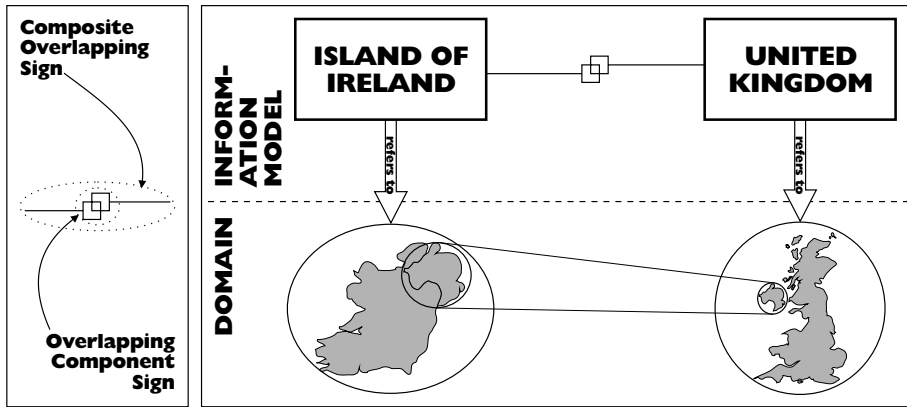 Composite
Overlapping
Sign
Overlapping
Component
Sign
INFORM-
ATION
MODEL
ISLAND OF
IRELAND
UNITED
KINGDOM
refers to
refers to
DOMAIN